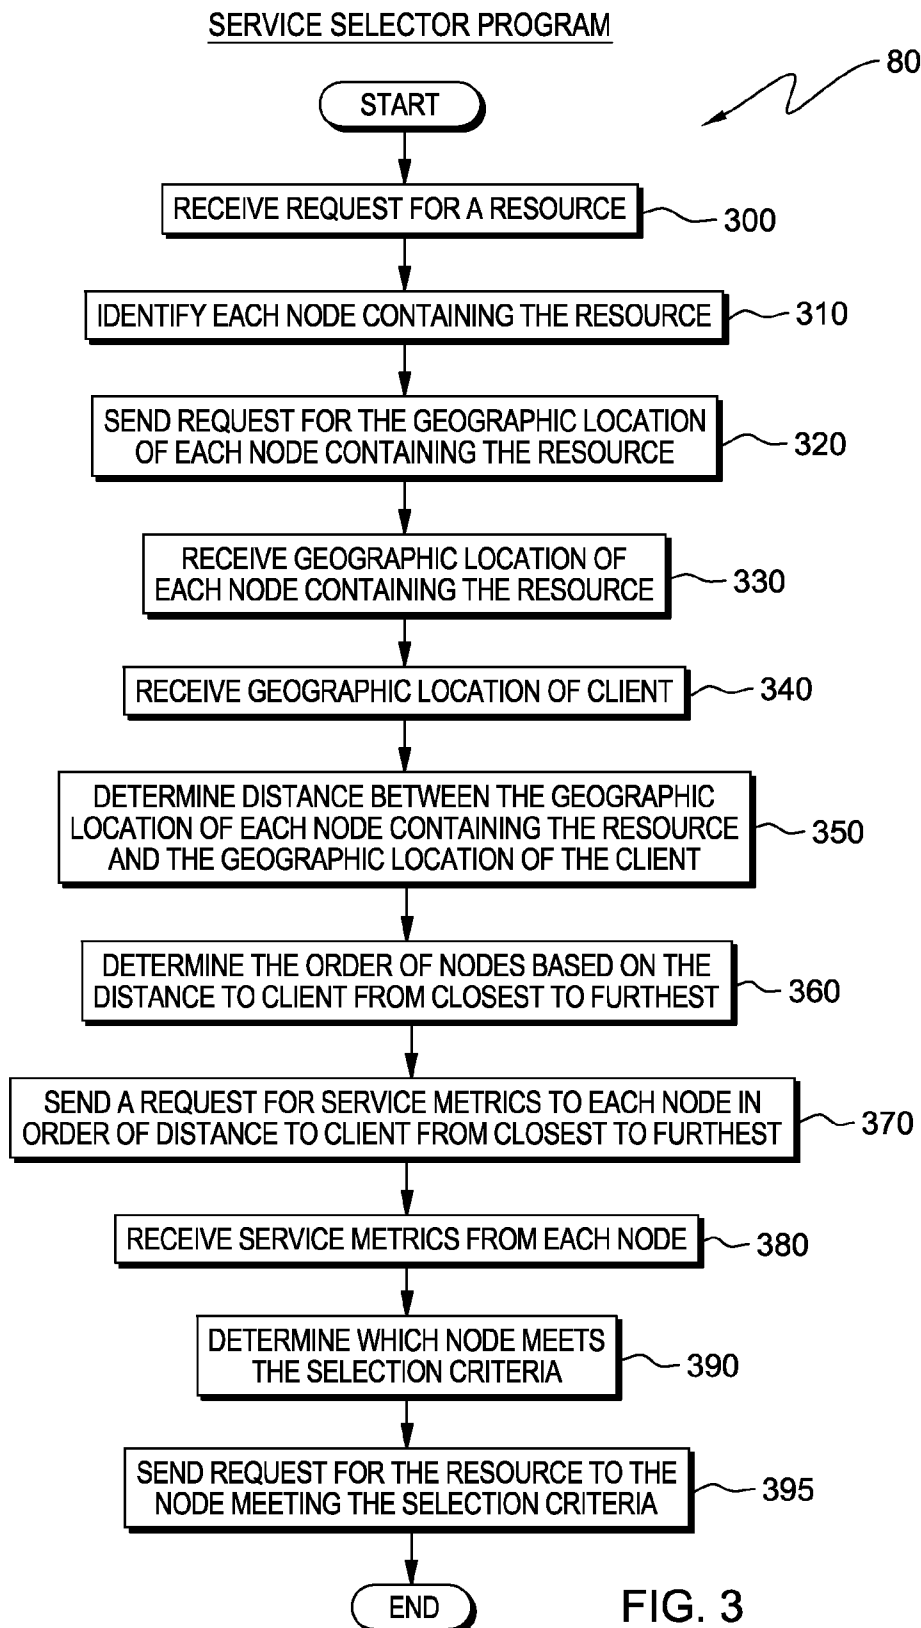 SERVICE SELECTOR PROGRAM
80
START
RECEIVE REQUEST FOR A RESOURCE
300
IDENTIFY EACH NODE CONTAINING THE RESOURCE
310
SEND REQUEST FOR THE GEOGRAPHIC LOCATION
OF EACH NODE CONTAINING THE RESOURCE
320
RECEIVE GEOGRAPHIC LOCATION OF
EACH NODE CONTAINING THE RESOURCE
330
RECEIVE GEOGRAPHIC LOCATION OF CLIENT
340
DETERMINE DISTANCE BETWEEN THE GEOGRAPHIC
LOCATION OF EACH NODE CONTAINING THE RESOURCE
AND THE GEOGRAPHIC LOCATION OF THE CLIENT
350
DETERMINE THE ORDER OF NODES BASED ON THE
DISTANCE TO CLIENT FROM CLOSEST TO FURTHEST
360
SEND A REQUEST FOR SERVICE METRICS TO EACH NODE IN
ORDER OF DISTANCE TO CLIENT FROM CLOSEST TO FURTHEST
370
RECEIVE SERVICE METRICS FROM EACH NODE
380
DETERMINE WHICH NODE MEETS
THE SELECTION CRITERIA
390
SEND REQUEST FOR THE RESOURCE TO THE
NODE MEETING THE SELECTION CRITERIA
395
END
FIG. 3